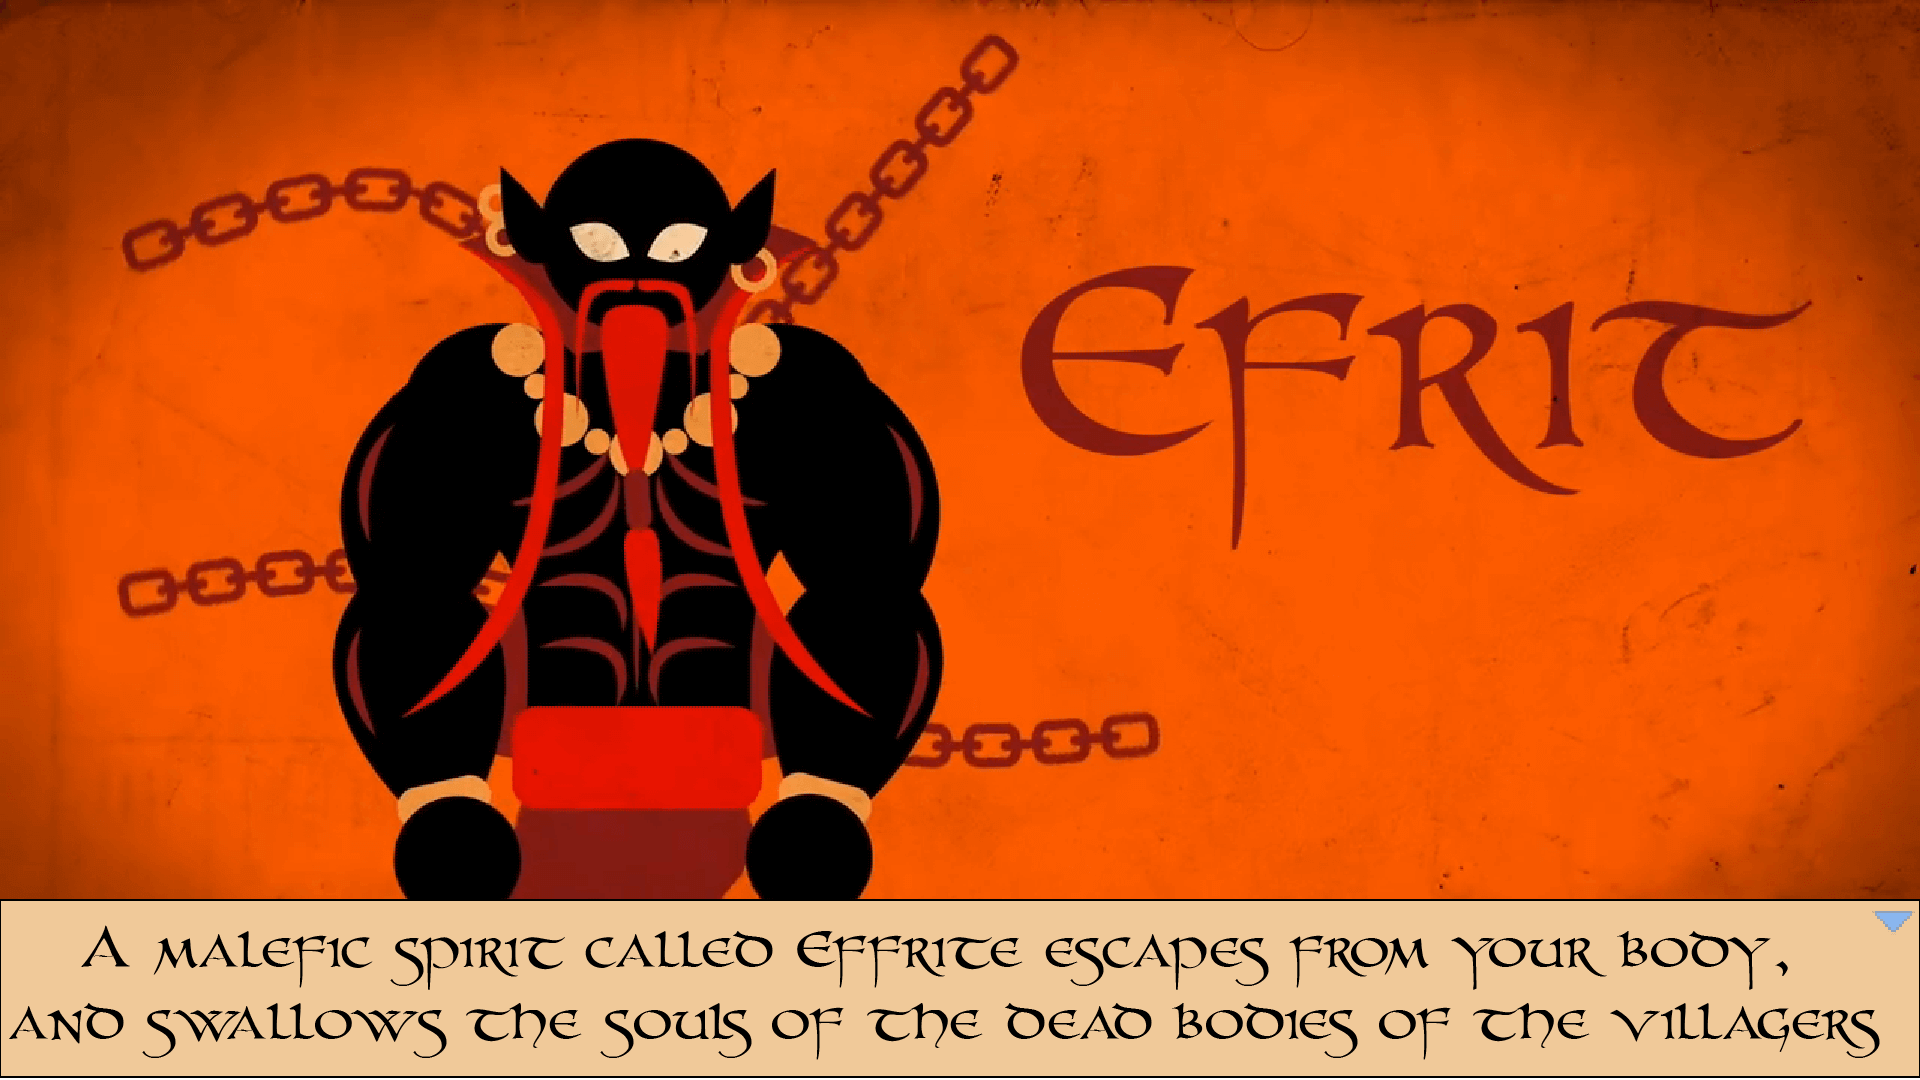 Efrit
A malefic spirit called Effrite escapes from your body,
and swallows the souls of the dead bodies of the villagers